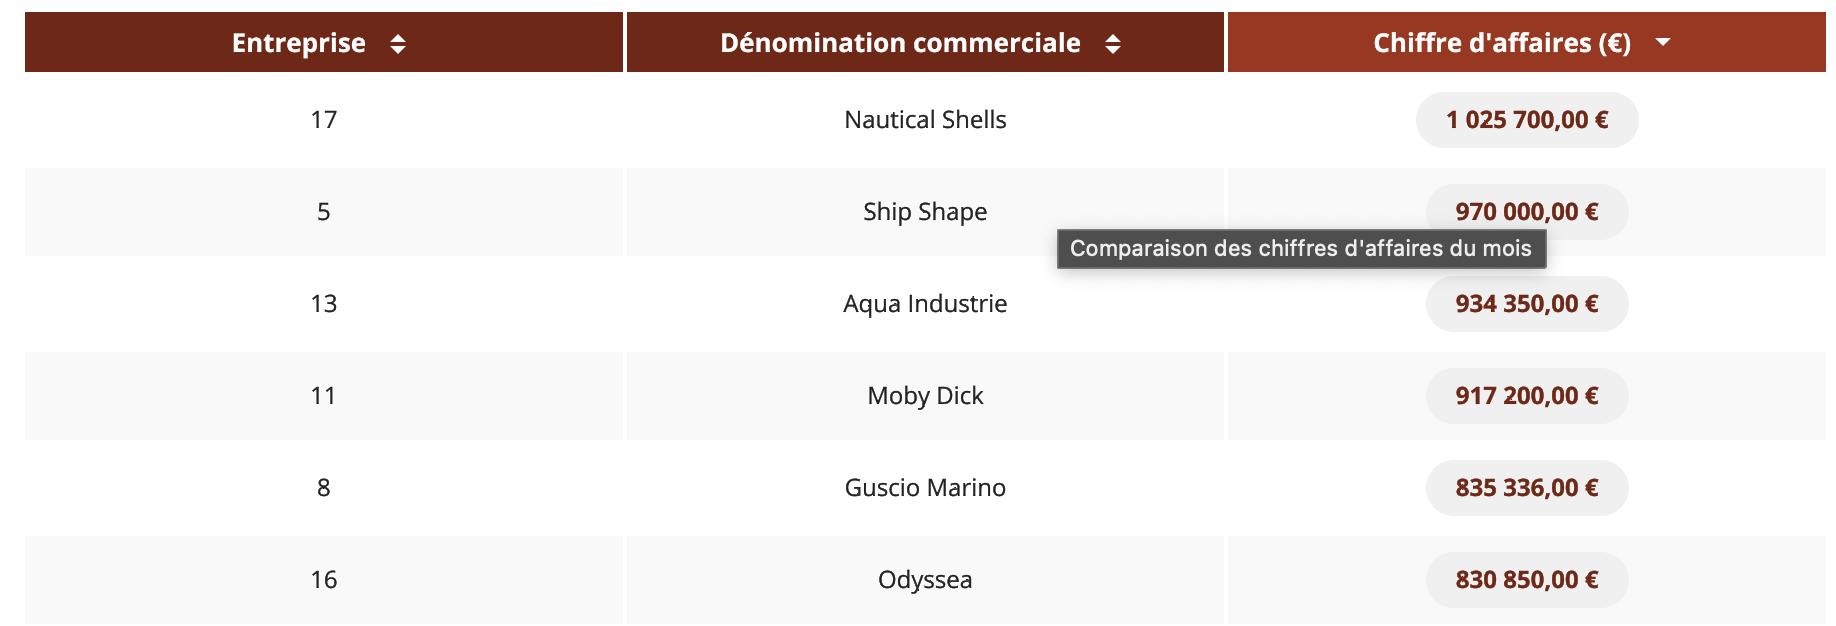 Entreprise Dénomination commerciale Chiffre d'affaires (€)
17 Nautical Shells 1 025 700,00 €
5 Ship Shape 970 000,00 €
Comparaison des chiffres d'affaires du mois
13 Aqua Industrie 934 350,00 €
11 Moby Dick 917 200,00 €
8 Guscio Marino 835 336,00 €
16 Odyssea 830 850,00 €